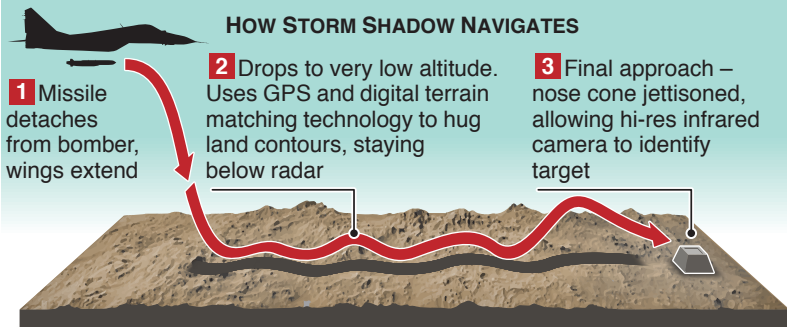 HOW STORM SHADOW NAVIGATES
1 Missile
detaches
from bomber,
wings extend
2 Drops to very low altitude.
Uses GPS and digital terrain
matching technology to hug
land contours, staying
below radar
3 Final approach –
nose cone jettisoned,
allowing hi-res infrared
camera to identify
target